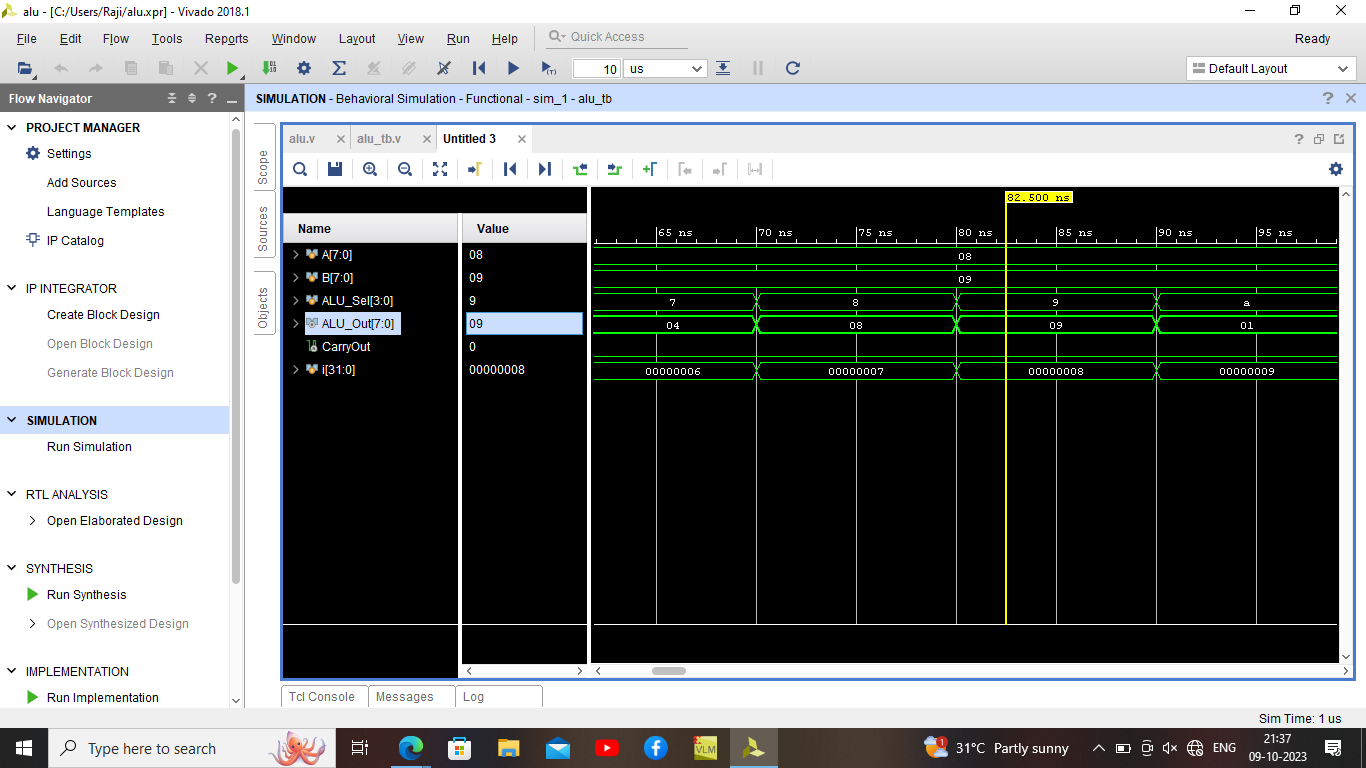 alu - [C:/Users/Raji/alu.xpr] - Vivado 2018.1
File Edit Flow Tools Reports Window Layout View Run Help Quick Access Ready
10 us Default Layout
Flow Navigator
SIMULATION - Behavioral Simulation - Functional - sim_1 - alu_tb
PROJECT MANAGER
Settings
Add Sources
Language Templates
IP Catalog
IP INTEGRATOR
Create Block Design
Open Block Design
Generate Block Design
SIMULATION
Run Simulation
RTL ANALYSIS
Open Elaborated Design
SYNTHESIS
Run Synthesis
Open Synthesized Design
IMPLEMENTATION
Run Implementation
Scope
Sources
Objects
alu.v alu_tb.v Untitled 3
82.500 ns
Name Value 65 ns 70 ns 75 ns 80 ns 85 ns 90 ns 95 ns
A[7:0] 08 08
B[7:0] 09 09
ALU_Sel[3:0] 9 7 8 9 a
ALU_Out[7:0] 09 04 08 09 01
CarryOut 0
i[31:0] 00000008 00000006 00000007 00000008 00000009
Tcl Console Messages Log
Sim Time: 1 us
Type here to search VLM 31°C Partly sunny ENG 21:37
09-10-2023